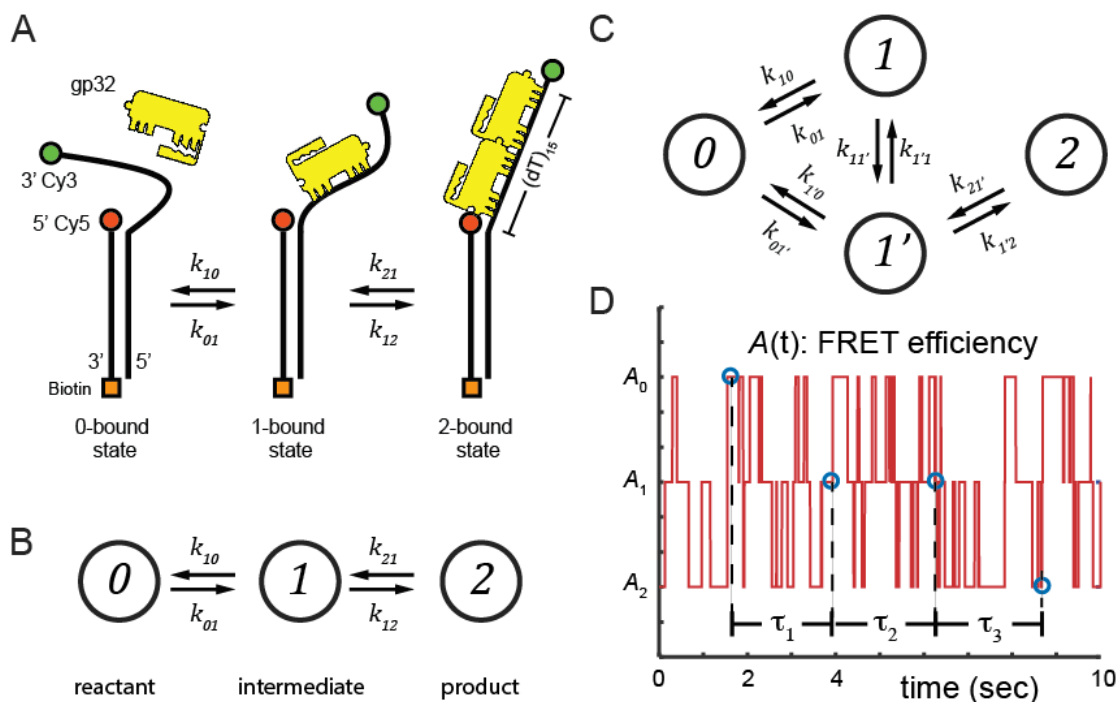 A
gp32
3' Cy3
5' Cy5
3'
5'
Biotin
k10
k01
k21
k12
(dT)15
0-bound
state
1-bound
state
2-bound
state
B
0
k10
k01
1
k21
k12
2
reactant
intermediate
product
C
1
k10
k01
0
k11'
k1'1
2
k1'0
k01'
k21'
k1'2
1'
D
A(t): FRET efficiency
A0
A1
A2
τ1
τ2
τ3
0
2
4
6
10
time (sec)